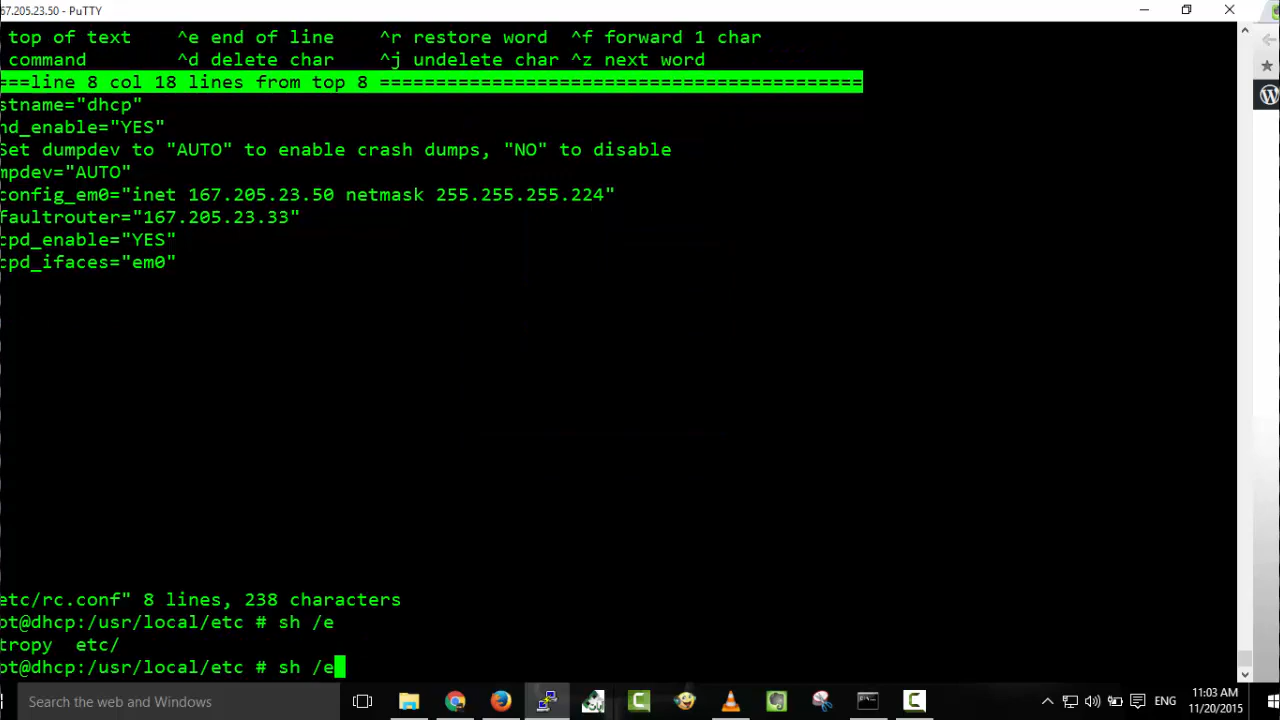 67.205.23.50 - PuTTY
top of text ^e end of line ^r restore word ^f forward 1 char
command ^d delete char ^j undelete char ^z next word
===line 8 col 18 lines from top 8 ===========================================
stname="dhcp"
nd_enable="YES"
Set dumpdev to "AUTO" to enable crash dumps, "NO" to disable
mpdev="AUTO"
config_em0="inet 167.205.23.50 netmask 255.255.255.224"
faultrouter="167.205.23.33"
cpd_enable="YES"
cpd_ifaces="em0"
etc/rc.conf" 8 lines, 238 characters
ot@dhcp:/usr/local/etc # sh /e
tropy etc/
ot@dhcp:/usr/local/etc # sh /e
Search the web and Windows
ENG
11:03 AM
11/20/2015